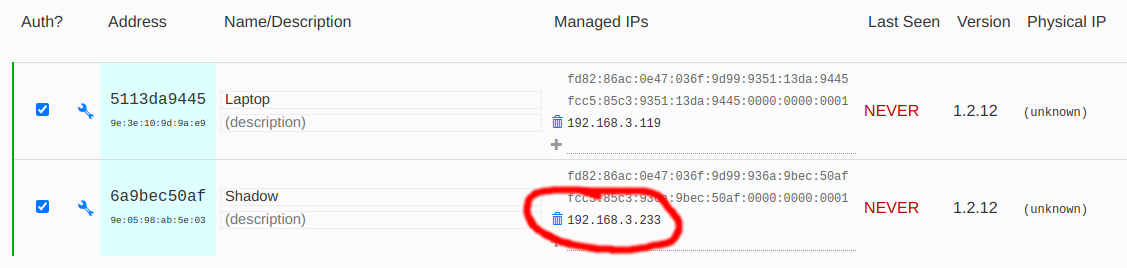 Auth? Address Name/Description Managed IPs Last Seen Version Physical IP
fd82:86ac:0e47:036f:9d99:9351:13da:9445
5113da9445 Laptop fcc5:85c3:9351:13da:9445:0000:0000:0001
9e:3e:10:9d:9a:e9 (description) 192.168.3.119 NEVER 1.2.12 (unknown)
fd82:86ac:0e47:036f:9d99:936a:9bec:50af
6a9bec50af Shadow fcc5:85c3:936a:9bec:50af:0000:0000:0001
9e:05:98:ab:5e:03 (description) 192.168.3.233 NEVER 1.2.12 (unknown)